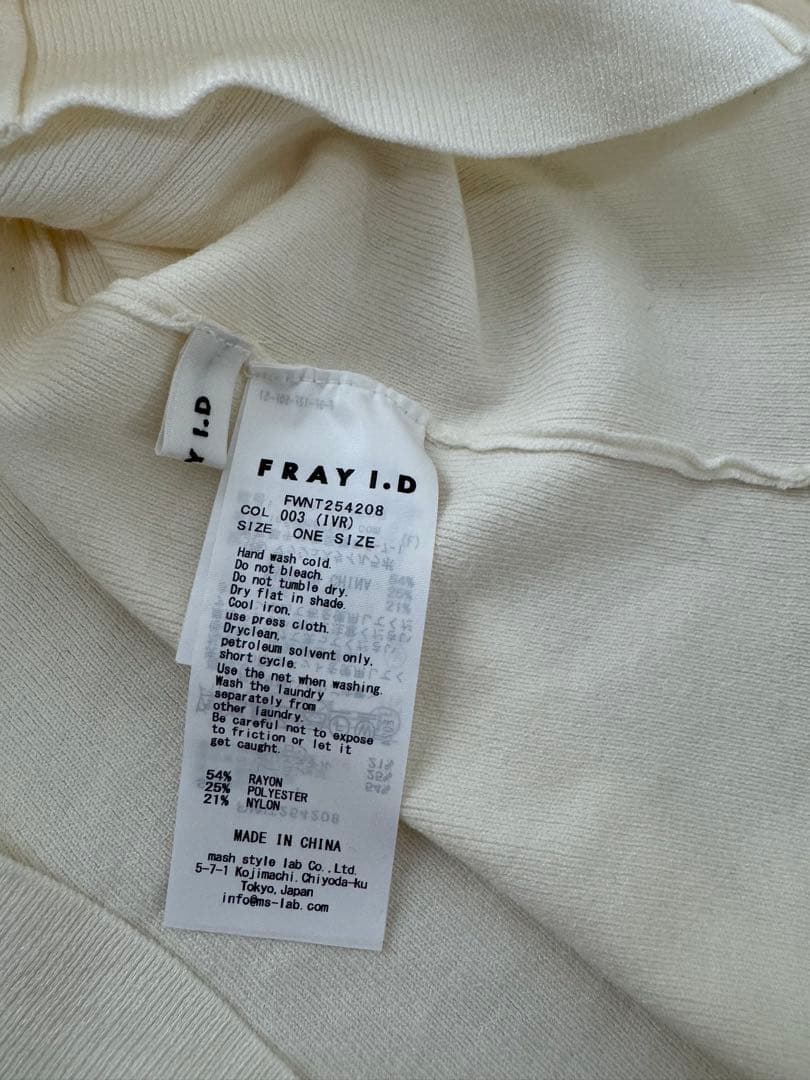 Y I.D
FRAY I.D
FWNT254208
COL 003 (IVR)
SIZE ONE SIZE
Hand wash cold.
Do not bleach.
Do not tumble dry.
Dry flat in shade.
Cool iron.
use press cloth.
Dryclean,
petroleum solvent only,
short cycle.
Use the net when washing.
Wash the laundry
separately from
other laundry.
Be careful not to expose
to friction or let it
get caught.
54% RAYON
25% POLYESTER
21% NYLON
MADE IN CHINA
mash style lab Co.,Ltd.
5-7-1 Kojimachi, Chiyoda-ku
Tokyo, Japan
info@ms-lab.com